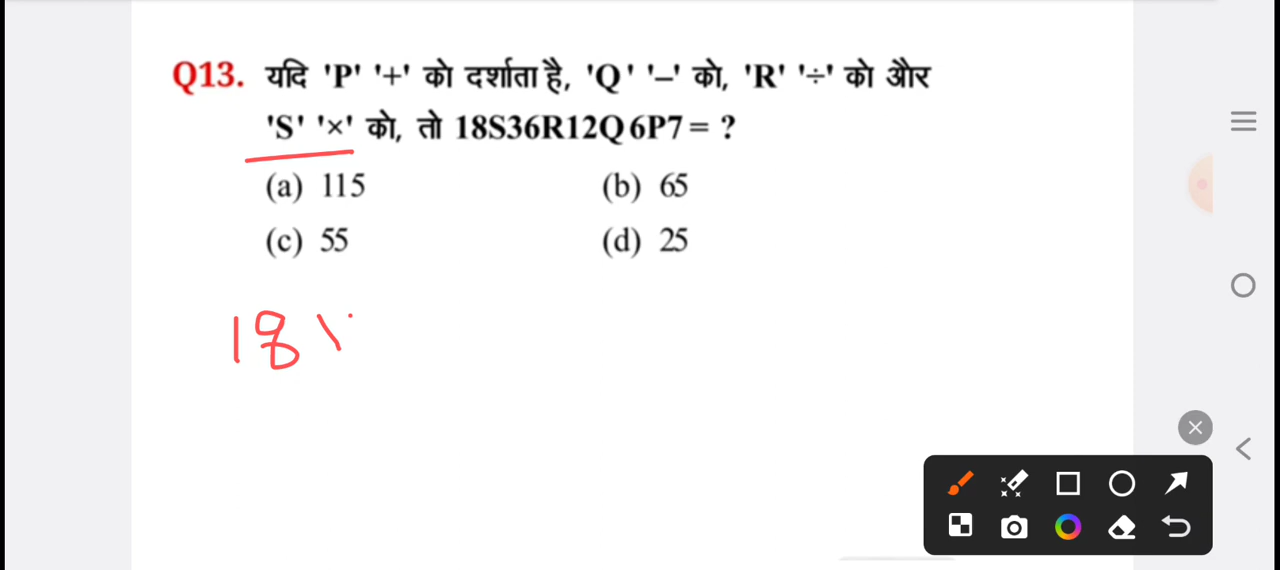 Q13. यदि 'P' '+' को दर्शाता है, 'Q' '–' को, 'R' '÷' को और
'S' '×' को, तो 18S36R12Q6P7 = ?
(a) 115 (b) 65
(c) 55 (d) 25
18